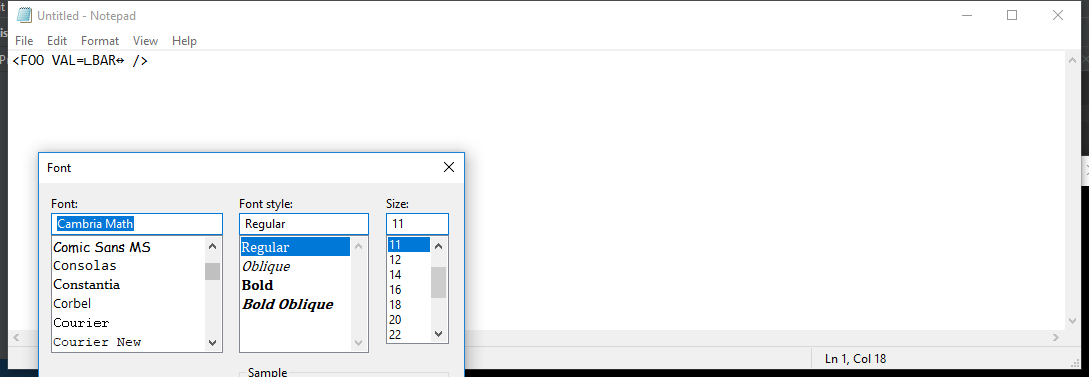 Untitled - Notepad
File Edit Format View Help
<FOO VAL=∟BAR↔ />
Font
Font: Font style: Size:
Cambria Math Regular 11
Comic Sans MS Regular 11
Consolas Oblique 12
Constantia Bold 14
Corbel Bold Oblique 16
Courier 18
Courier New 20
22
Sample
Ln 1, Col 18